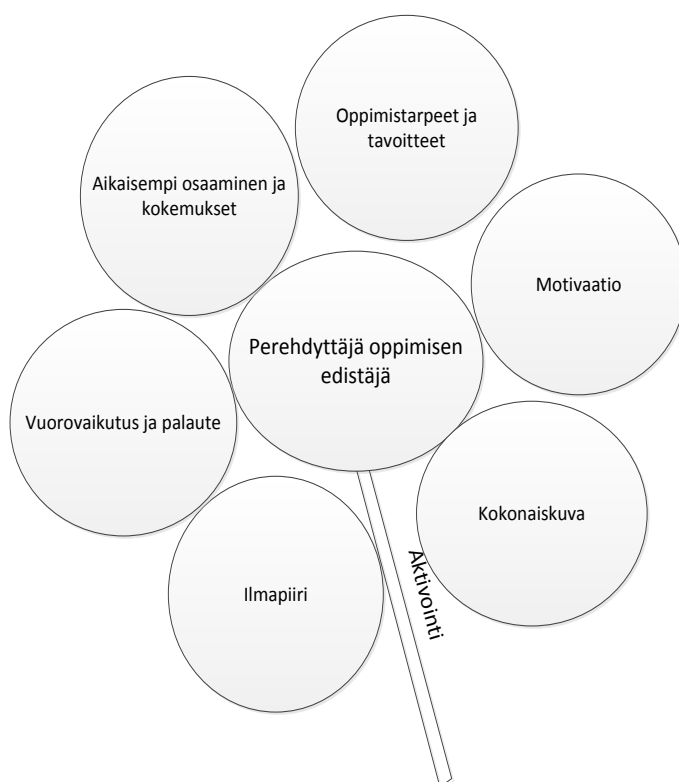 Oppimistarpeet ja
tavoitteet
Aikaisempi osaaminen ja
kokemukset
Motivaatio
Perehdyttäjä oppimisen
edistäjä
Vuorovaikutus ja palaute
Kokonaiskuva
Ilmapiiri
Aktivointi